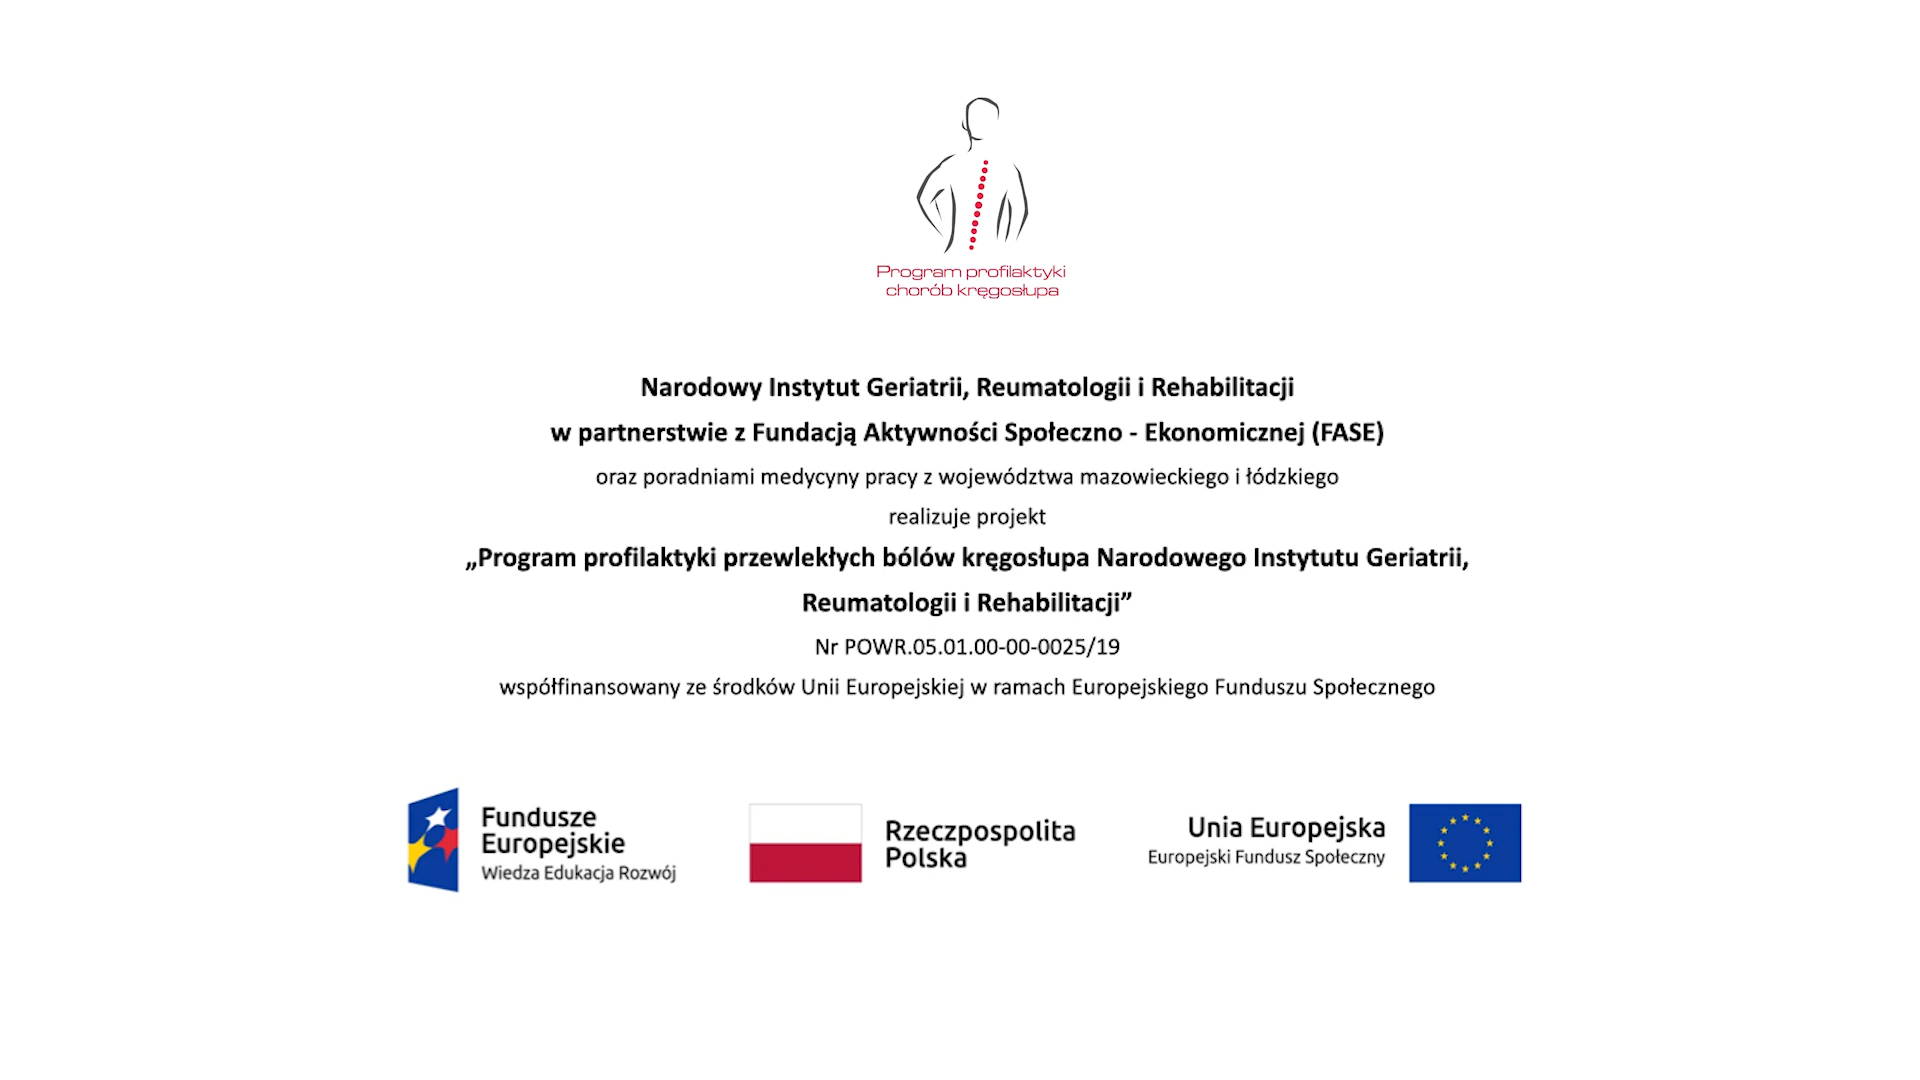 Program profilaktyki
chorób kręgosłupa
Narodowy Instytut Geriatrii, Reumatologii i Rehabilitacji
w partnerstwie z Fundacją Aktywności Społeczno - Ekonomicznej (FASE)
oraz poradniami medycyny pracy z województwa mazowieckiego i łódzkiego
realizuje projekt
„Program profilaktyki przewlekłych bólów kręgosłupa Narodowego Instytutu Geriatrii,
Reumatologii i Rehabilitacji”
Nr POWR.05.01.00-00-0025/19
współfinansowany ze środków Unii Europejskiej w ramach Europejskiego Funduszu Społecznego
Fundusze
Europejskie
Wiedza Edukacja Rozwój
Rzeczpospolita
Polska
Unia Europejska
Europejski Fundusz Społeczny